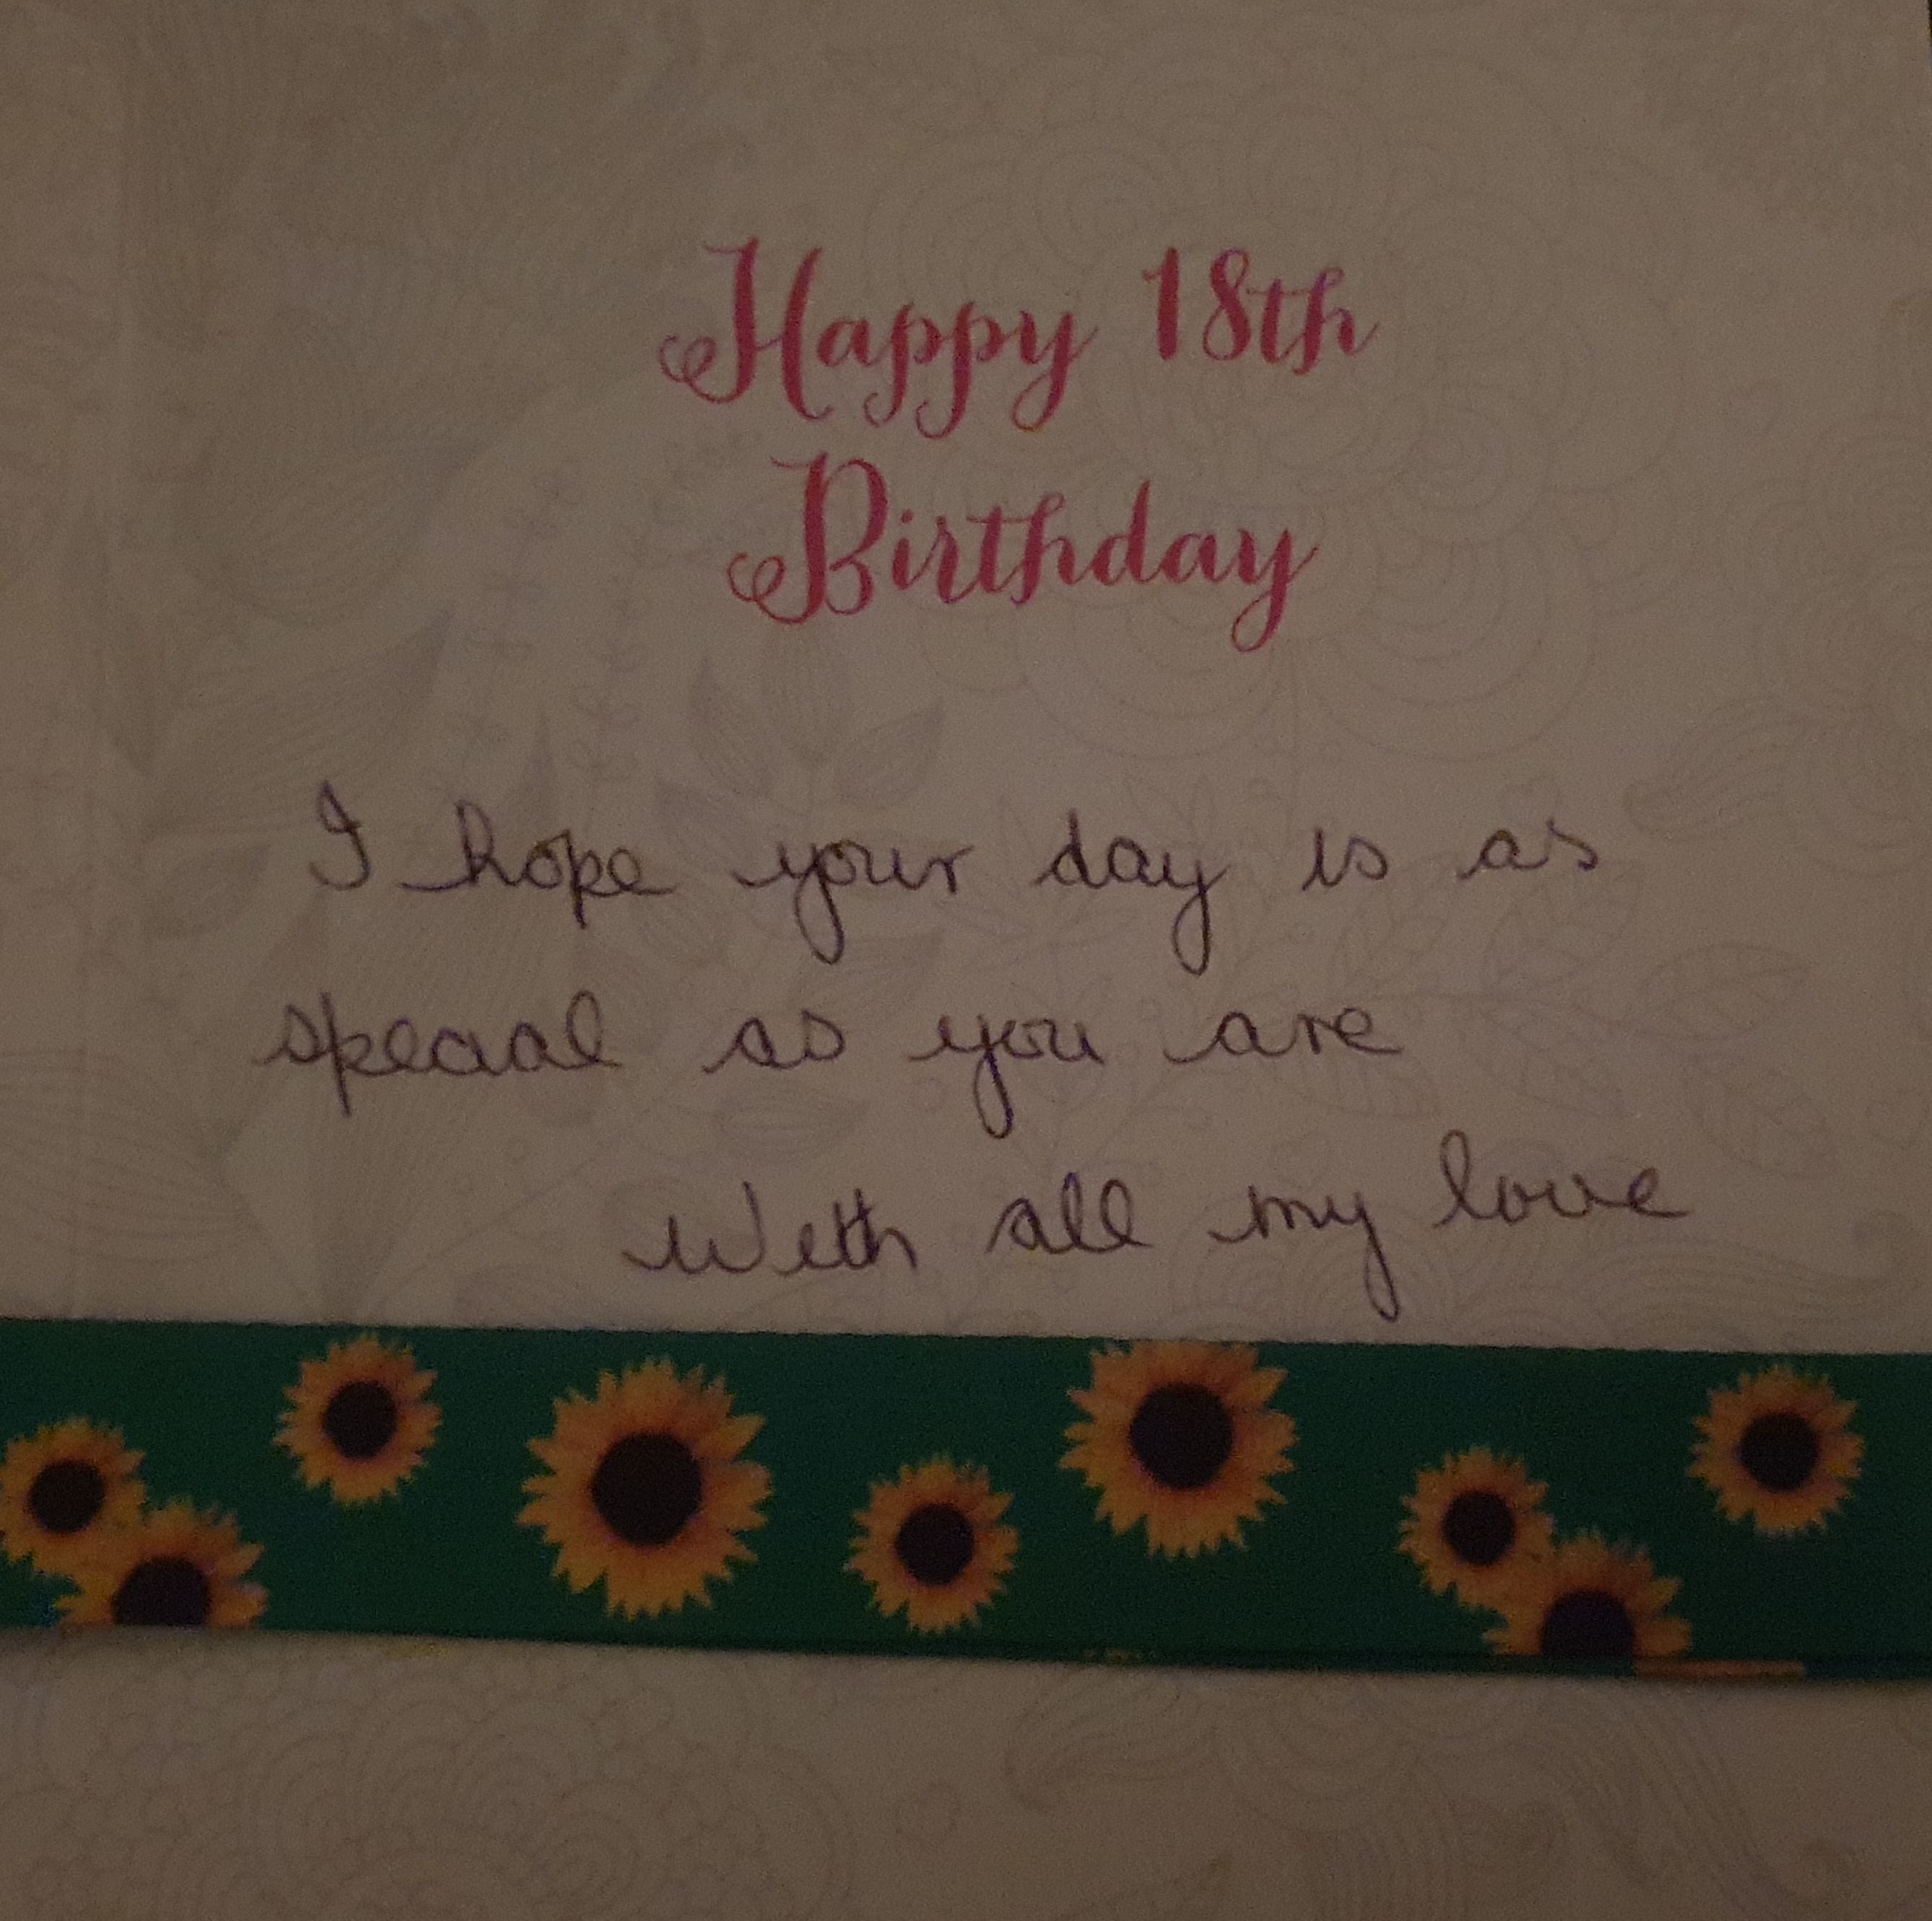 Happy 18th
Birthday
I hope your day is as
special as you are
With all my love